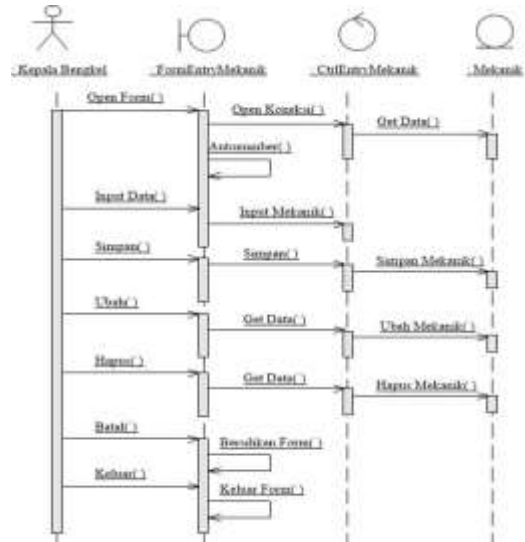 : Kepala Bengkel
: FormEntryMekanik
: CtrlEntryMekanik
: Mekanik
Open Form( )
Open Koneksi( )
Get Data( )
Autonumber( )
Input Data( )
Input Mekanik( )
Simpan( )
Simpan( )
Simpan Mekanik( )
Ubah( )
Get Data( )
Ubah Mekanik( )
Hapus( )
Get Data( )
Hapus Mekanik( )
Batal( )
Bersihkan Form( )
Keluar( )
Keluar Form( )